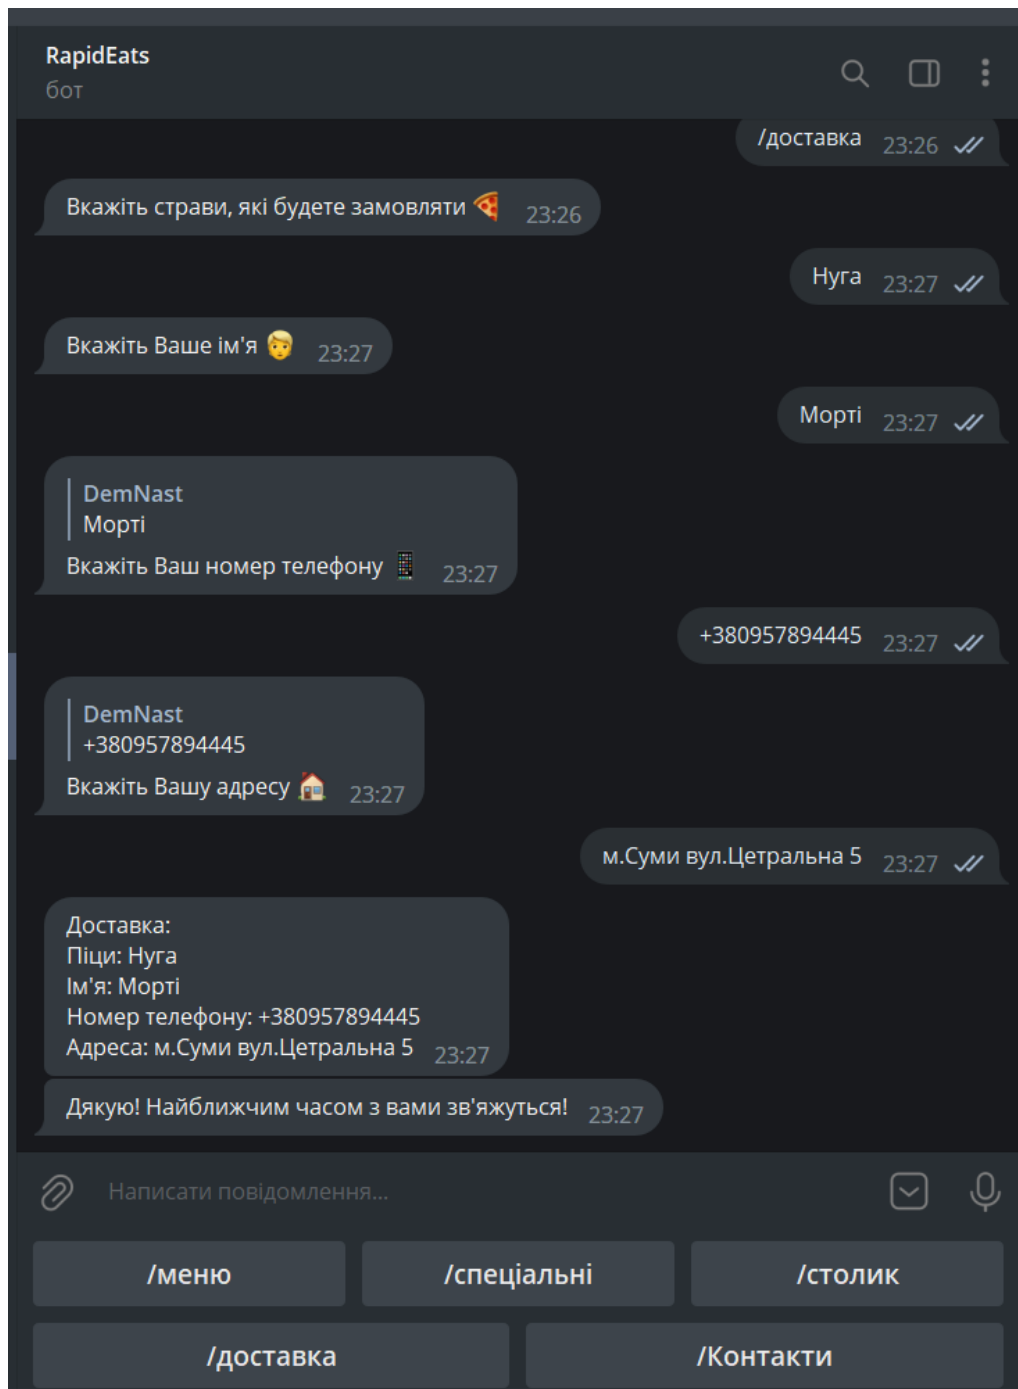 RapidEats
бот
/доставка 23:26
Вкажіть страви, які будете замовляти 🍕 23:26
Нуга 23:27
Вкажіть Ваше ім'я 23:27
Морті 23:27
DemNast
Морті
Вкажіть Ваш номер телефону 📱 23:27
+380957894445 23:27
DemNast
+380957894445
Вкажіть Вашу адресу 🏠 23:27
м.Суми вул.Цетральна 5 23:27
Доставка:
Піци: Нуга
Ім'я: Морті
Номер телефону: +380957894445
Адреса: м.Суми вул.Цетральна 5 23:27
Дякую! Найближчим часом з вами зв'яжуться! 23:27
Написати повідомлення...
/меню /спеціальні /столик
/доставка /Контакти